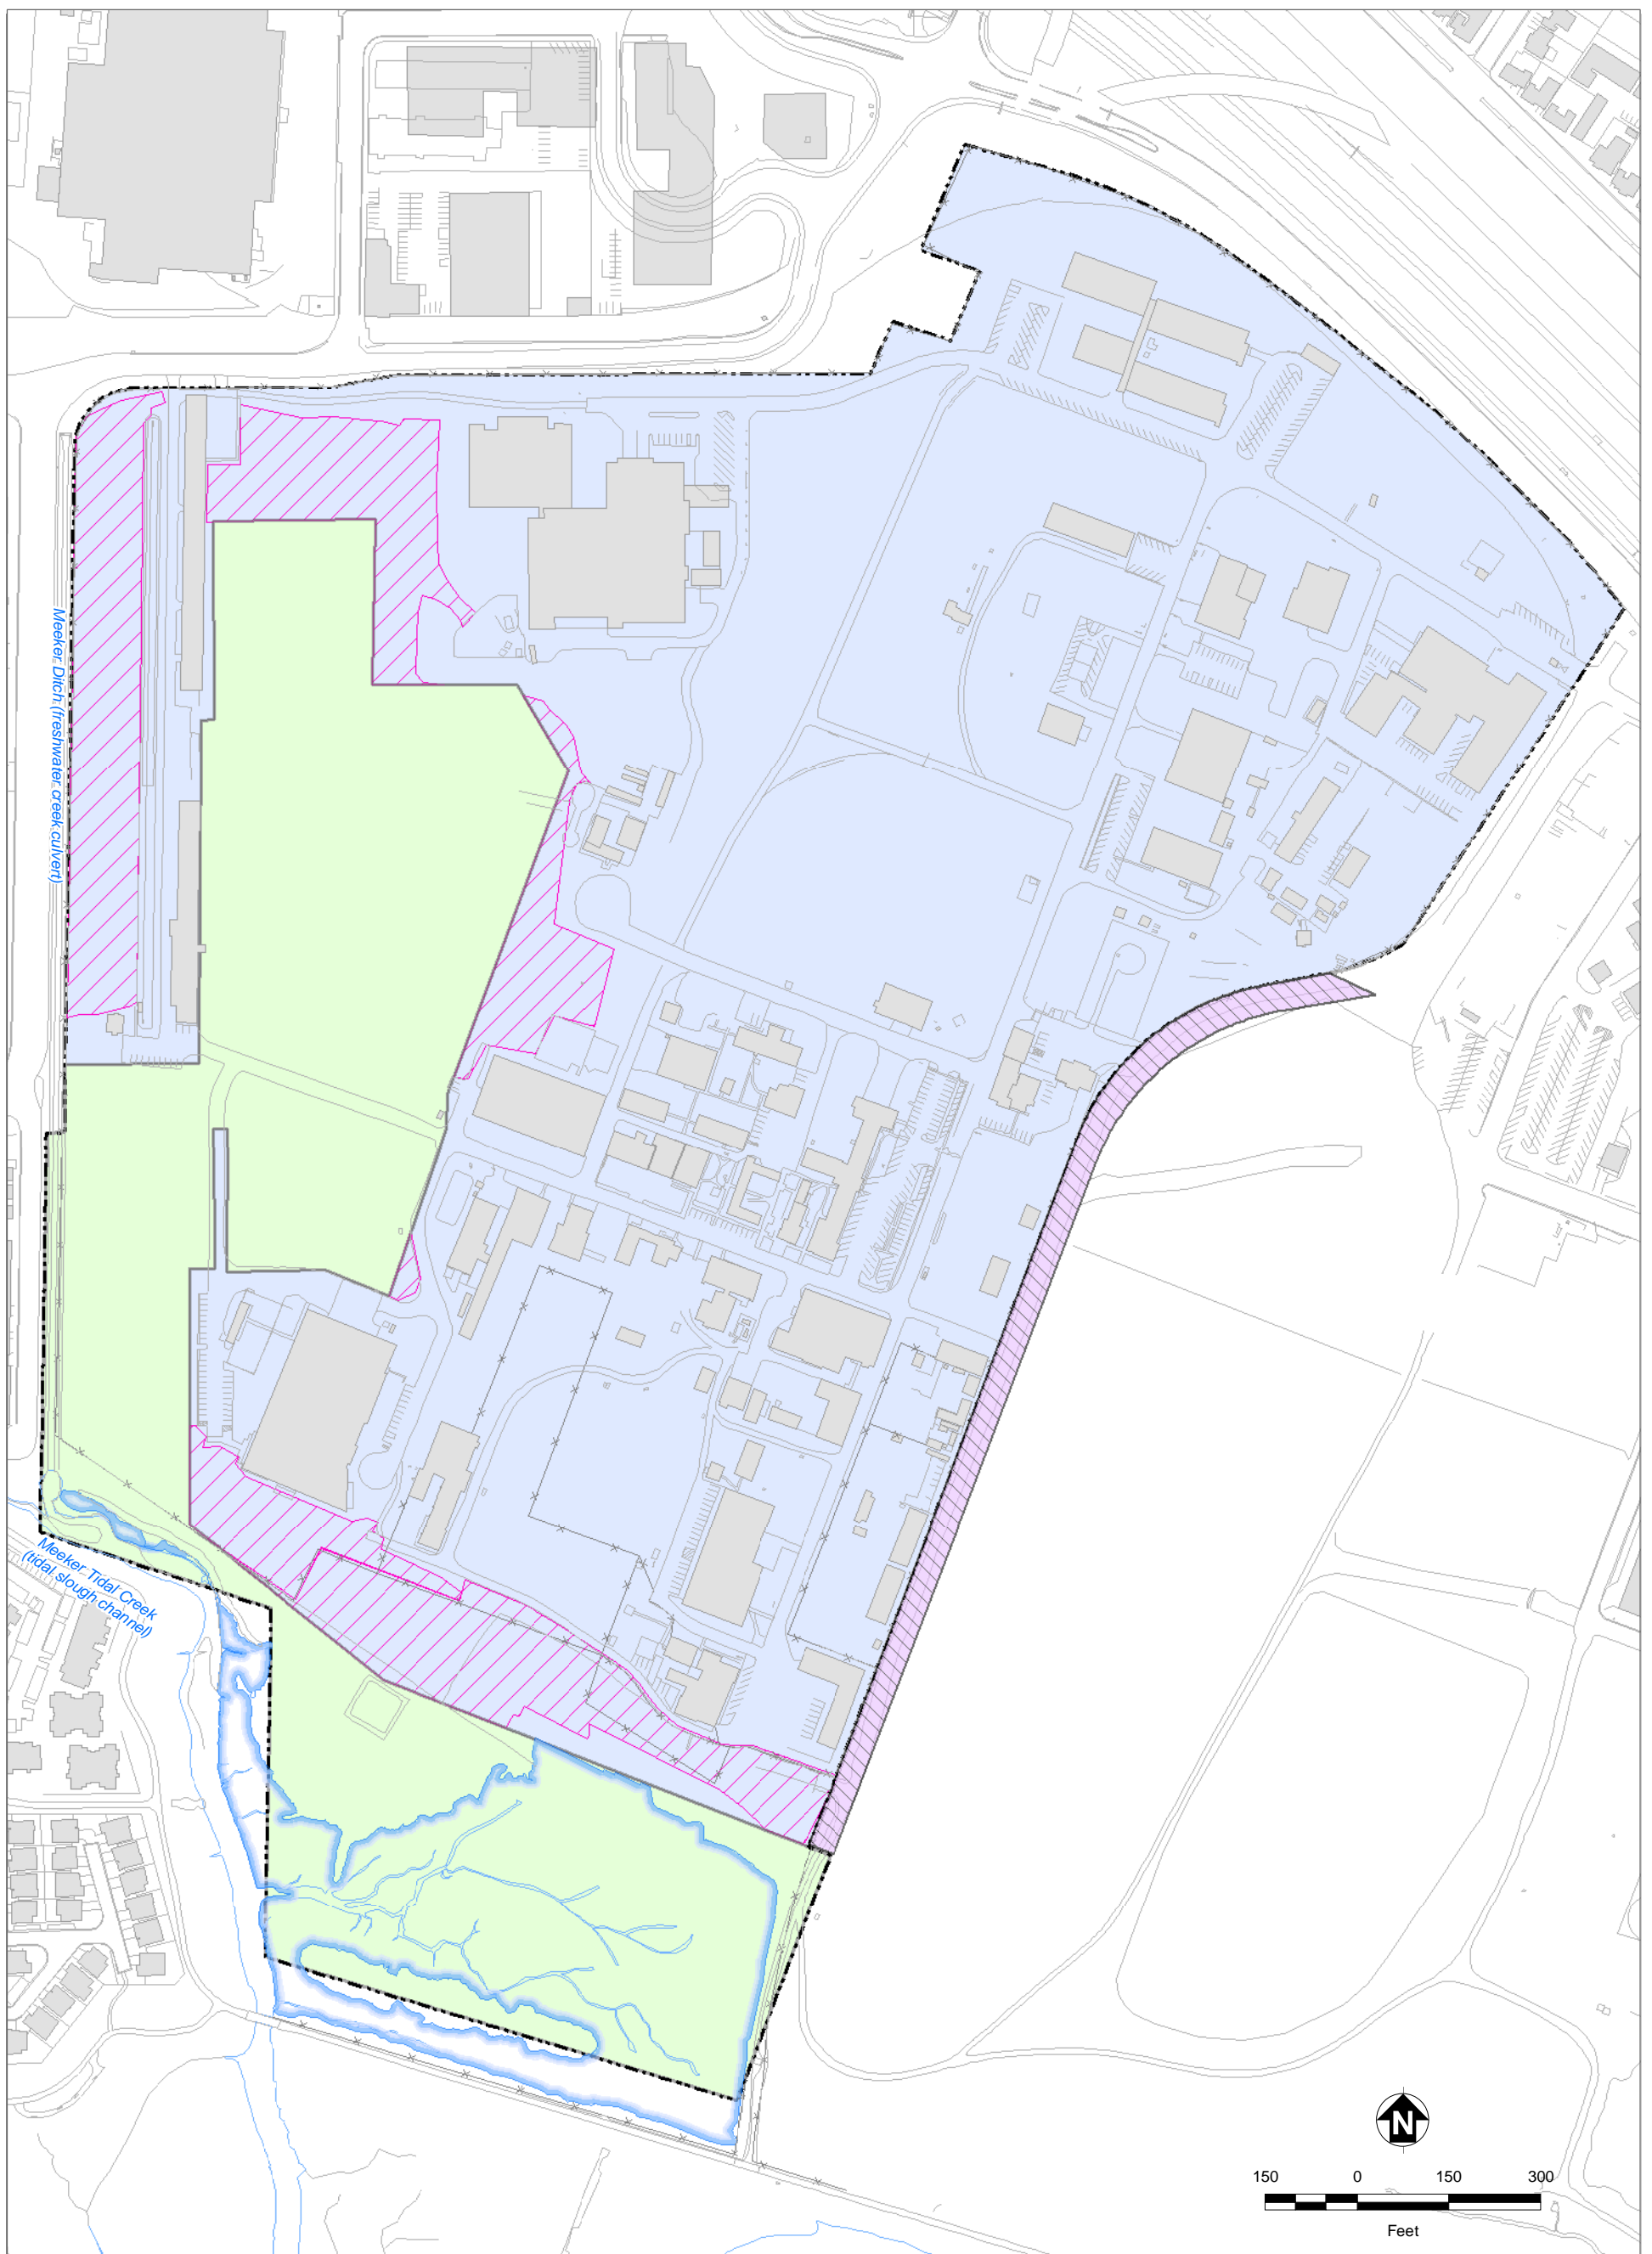 Meeker Ditch (freshwater creek culvert)
Meeker Tidal Creek
(tidal slough channel)
N
150 0 150 300
Feet